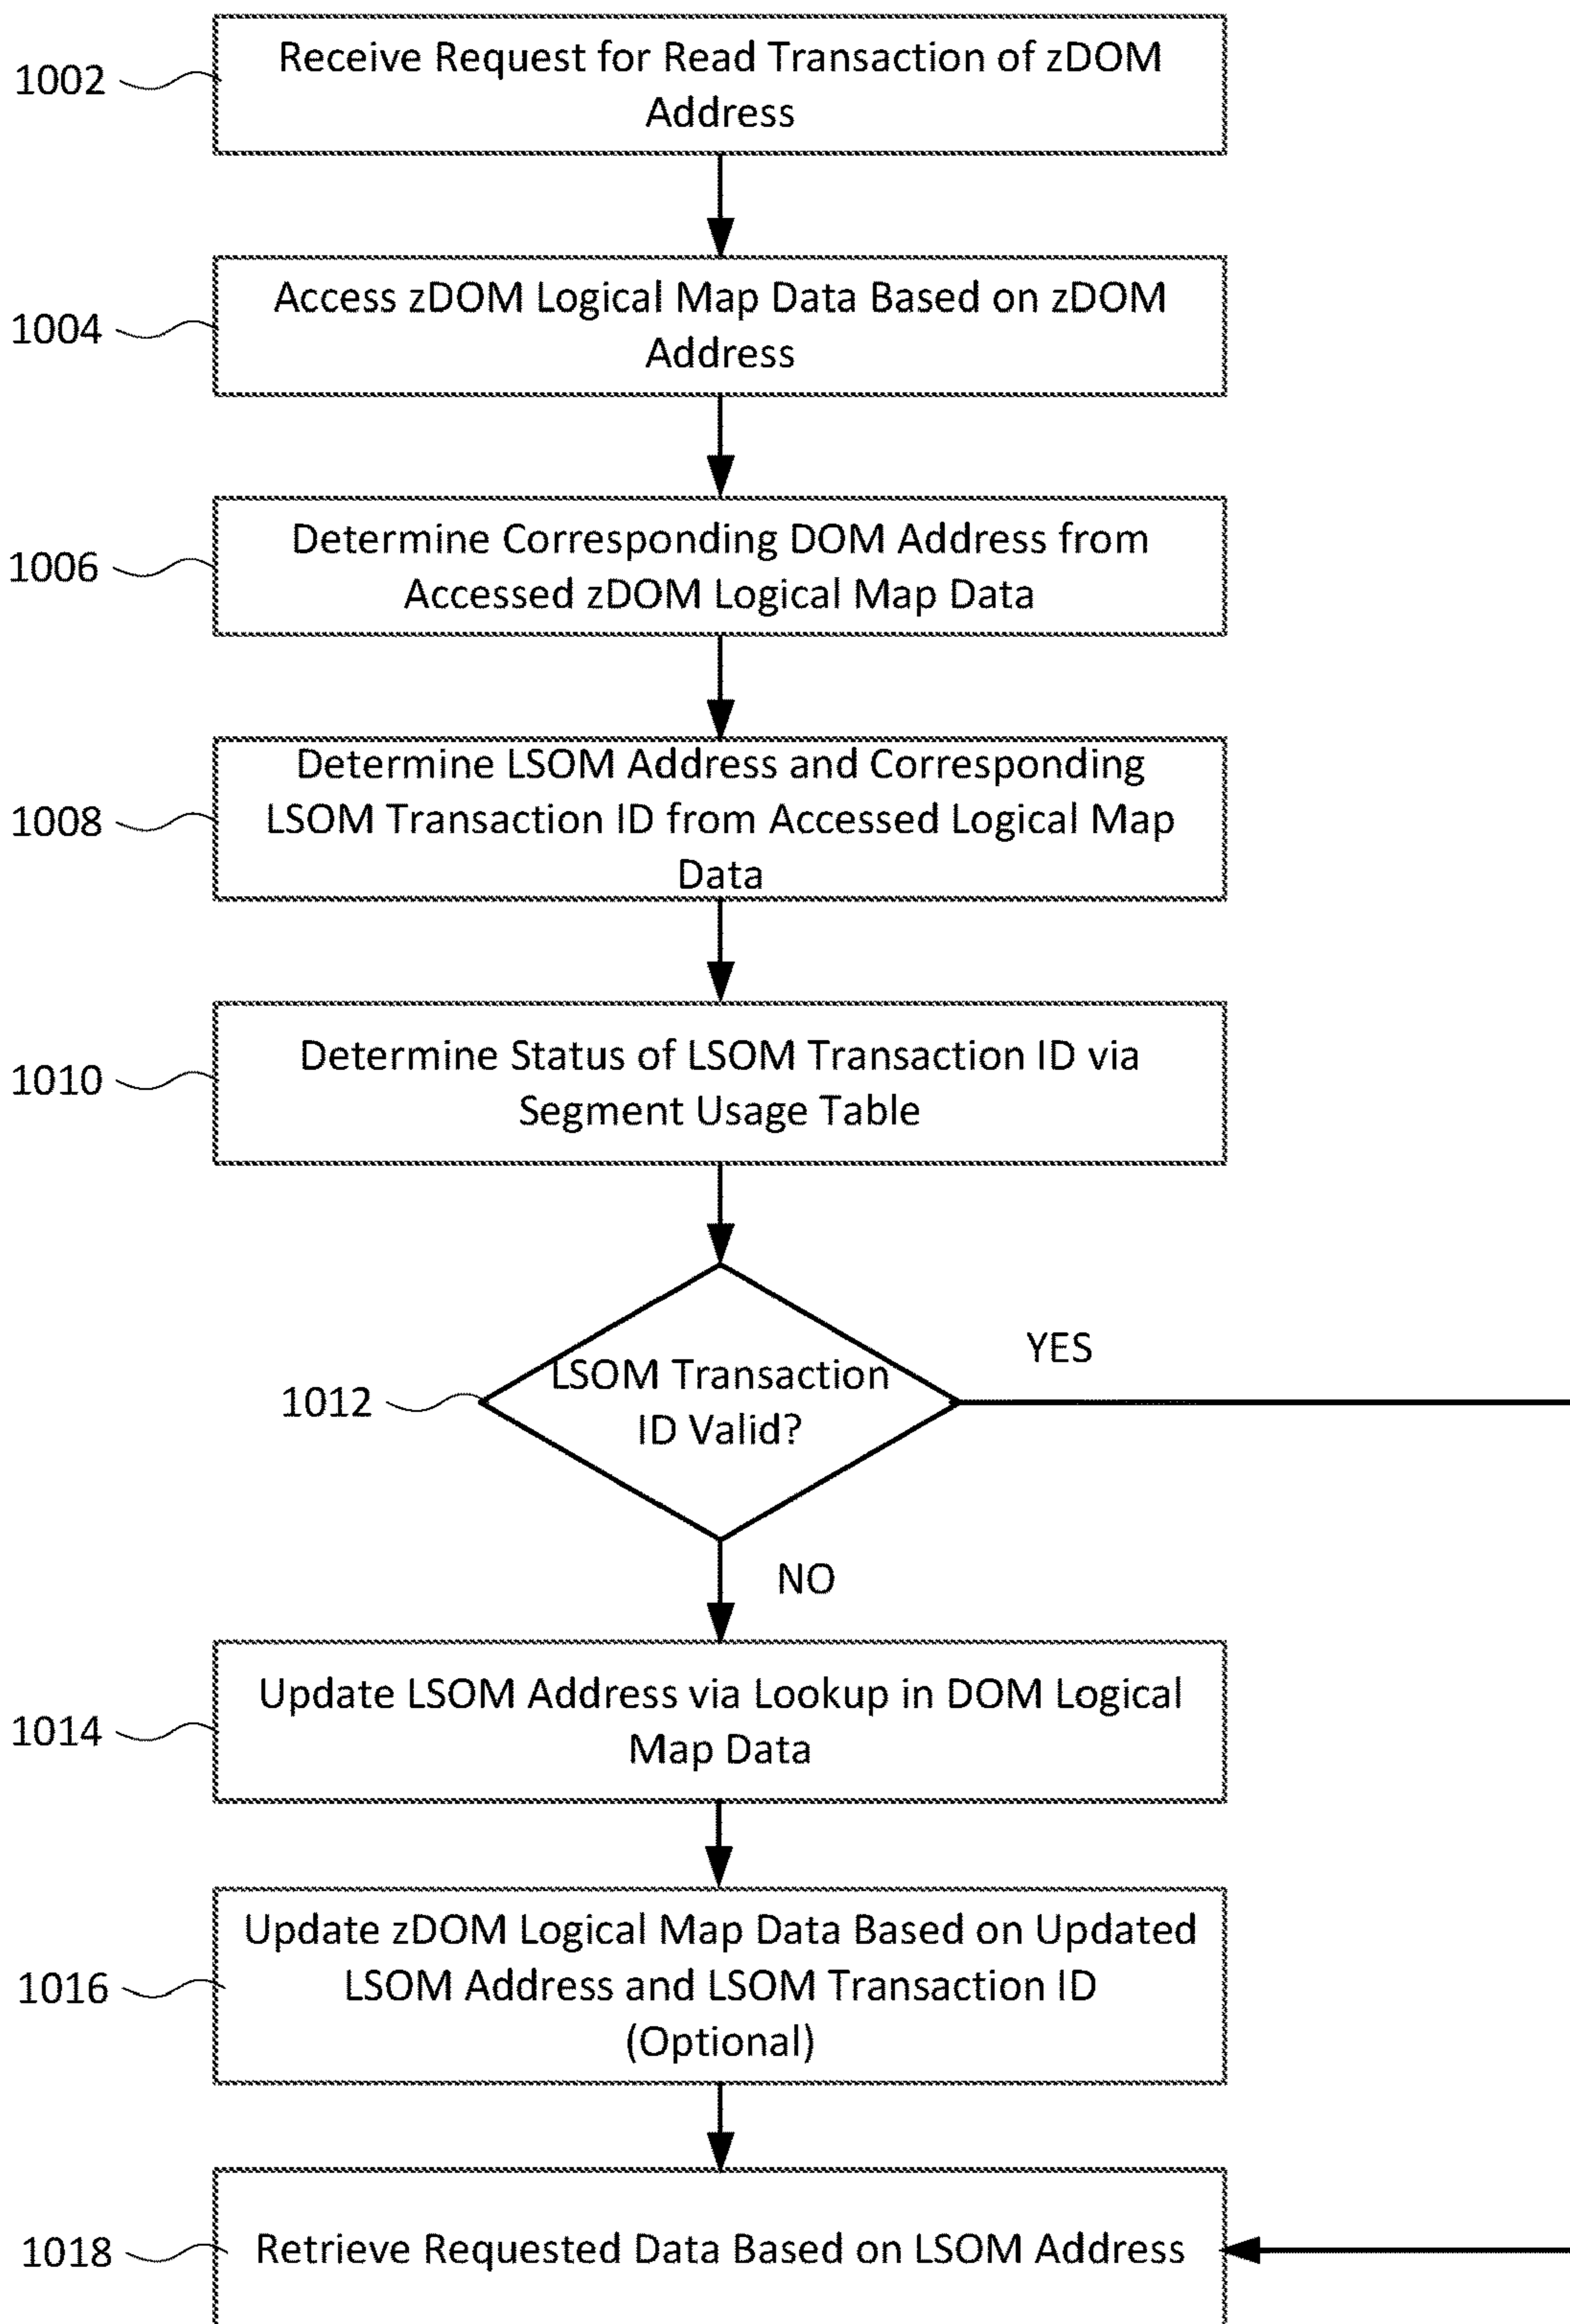 1002
Receive Request for Read Transaction of zDOM
Address
1004
Access zDOM Logical Map Data Based on zDOM
Address
1006
Determine Corresponding DOM Address from
Accessed zDOM Logical Map Data
1008
Determine LSOM Address and Corresponding
LSOM Transaction ID from Accessed Logical Map
Data
1010
Determine Status of LSOM Transaction ID via
Segment Usage Table
1012
LSOM Transaction
ID Valid?
YES
NO
1014
Update LSOM Address via Lookup in DOM Logical
Map Data
1016
Update zDOM Logical Map Data Based on Updated
LSOM Address and LSOM Transaction ID
(Optional)
1018
Retrieve Requested Data Based on LSOM Address